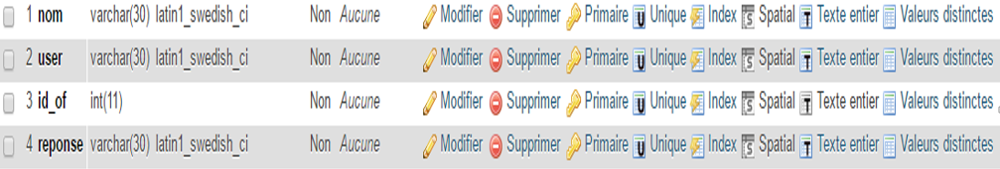 1 nom varchar(30) latin1_swedish_ci Non Aucune Modifier Supprimer Primaire Unique Index Spatial Texte entier Valeurs distinctes
2 user varchar(30) latin1_swedish_ci Non Aucune Modifier Supprimer Primaire Unique Index Spatial Texte entier Valeurs distinctes
3 id_of int(11) Non Aucune Modifier Supprimer Primaire Unique Index Spatial Texte entier Valeurs distinctes
4 reponse varchar(30) latin1_swedish_ci Non Aucune Modifier Supprimer Primaire Unique Index Spatial Texte entier Valeurs distinctes